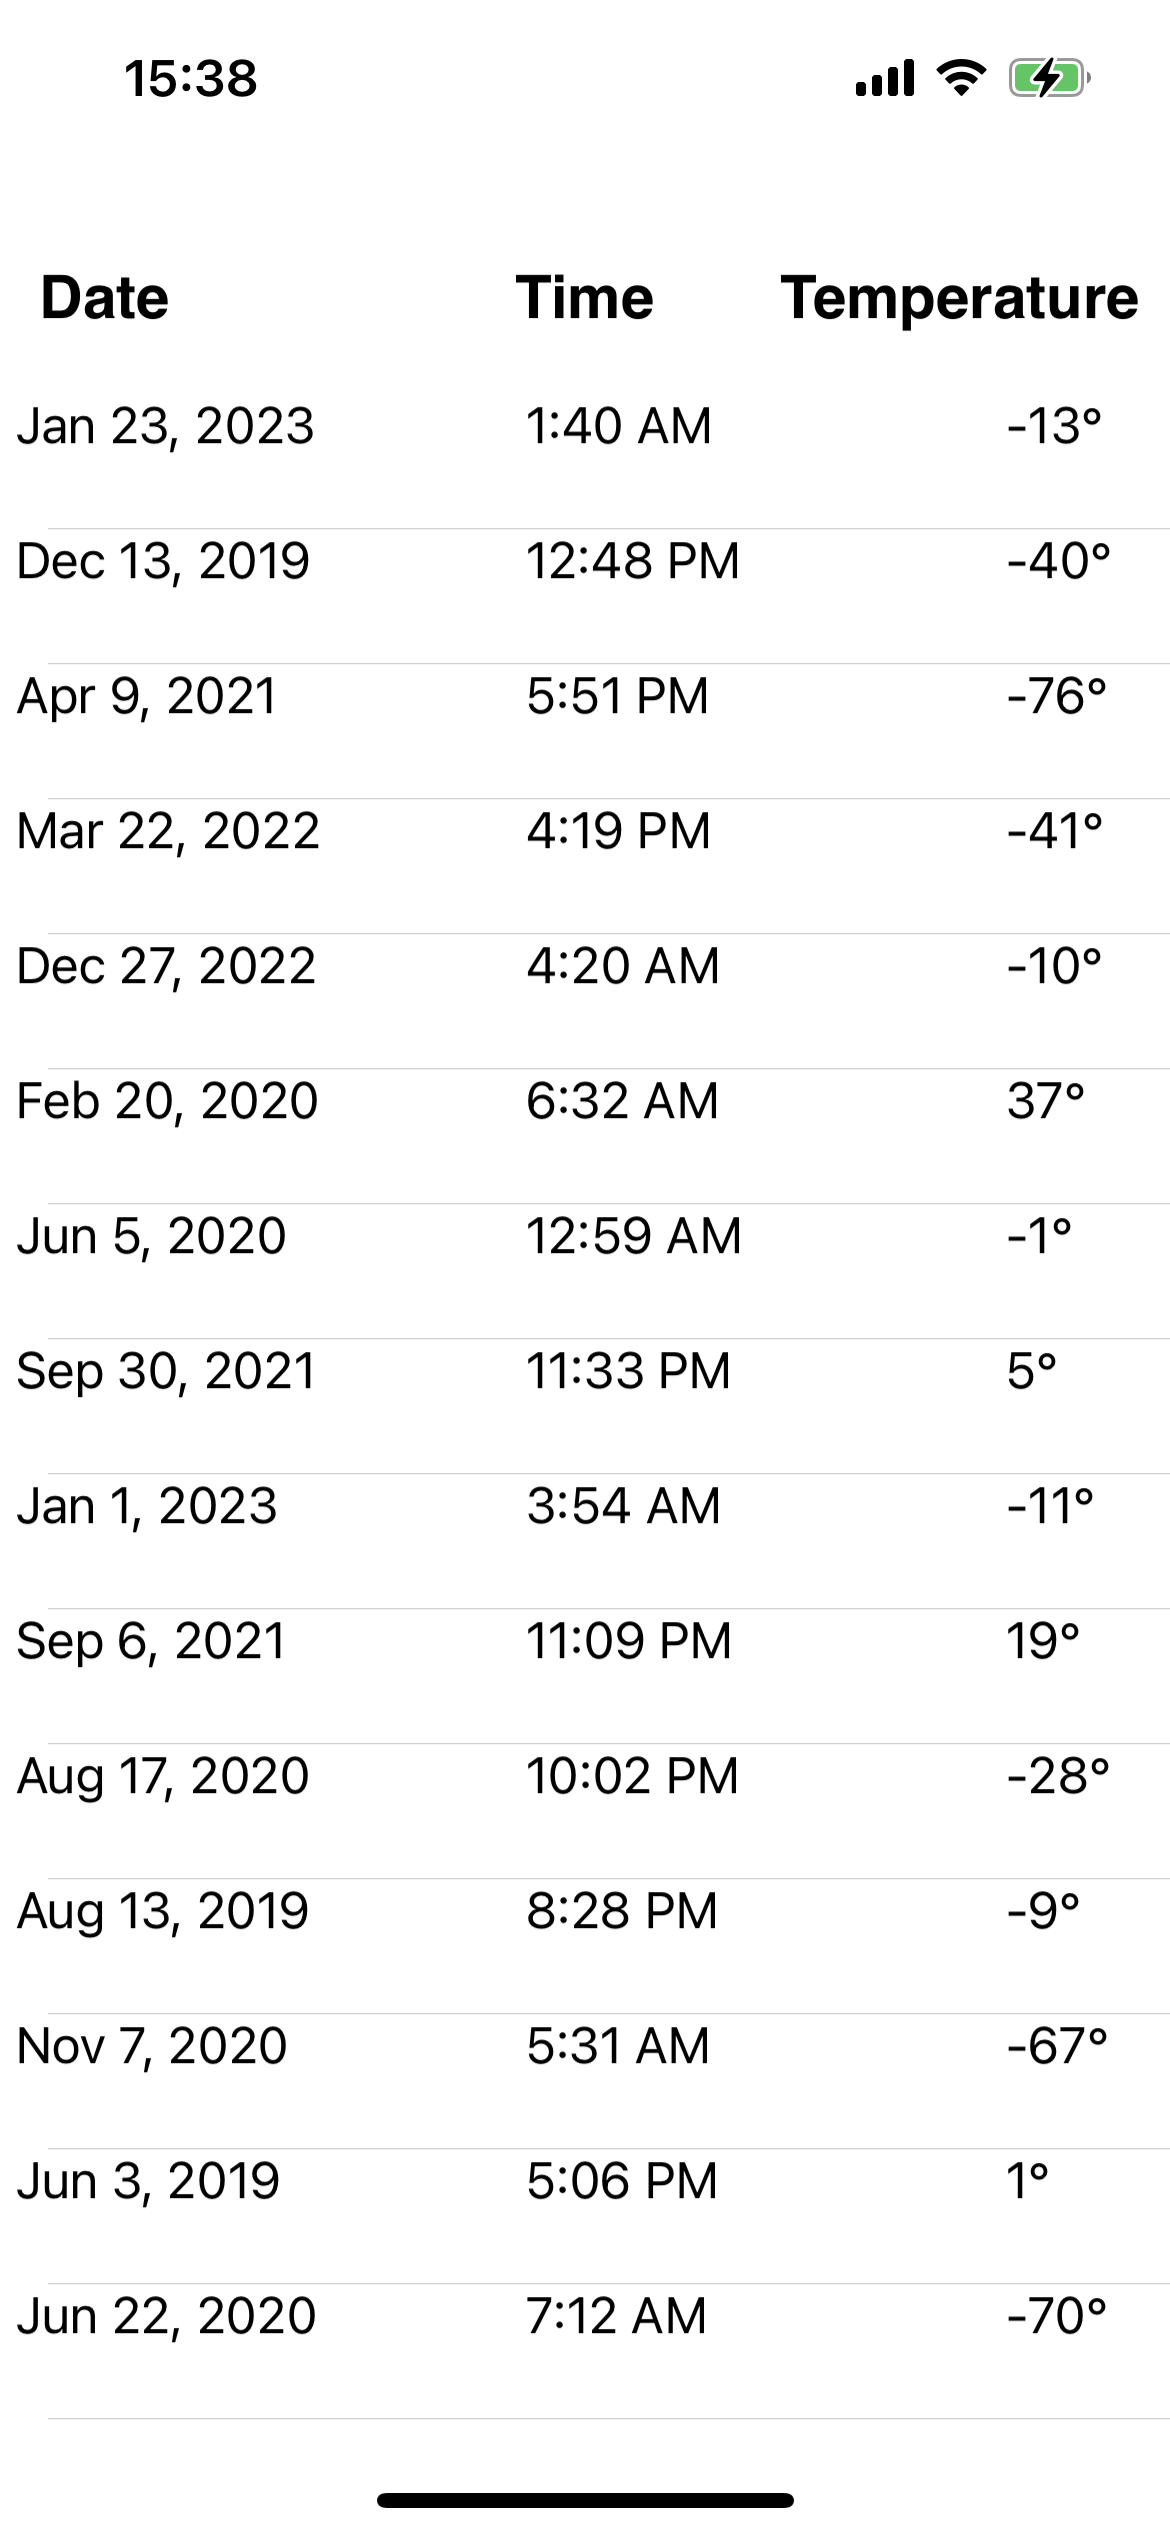 15:38
Date Time Temperature
Jan 23, 2023 1:40 AM -13°
Dec 13, 2019 12:48 PM -40°
Apr 9, 2021 5:51 PM -76°
Mar 22, 2022 4:19 PM -41°
Dec 27, 2022 4:20 AM -10°
Feb 20, 2020 6:32 AM 37°
Jun 5, 2020 12:59 AM -1°
Sep 30, 2021 11:33 PM 5°
Jan 1, 2023 3:54 AM -11°
Sep 6, 2021 11:09 PM 19°
Aug 17, 2020 10:02 PM -28°
Aug 13, 2019 8:28 PM -9°
Nov 7, 2020 5:31 AM -67°
Jun 3, 2019 5:06 PM 1°
Jun 22, 2020 7:12 AM -70°